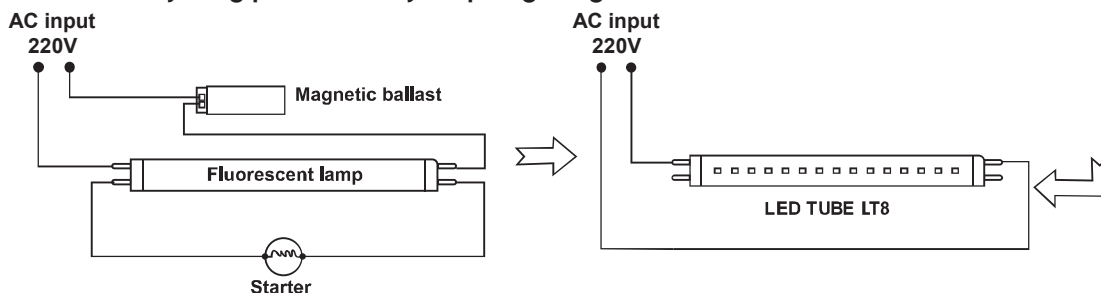 AC input
220V
Magnetic ballast
Fluorescent lamp
Starter
AC input
220V
LED TUBE LT8